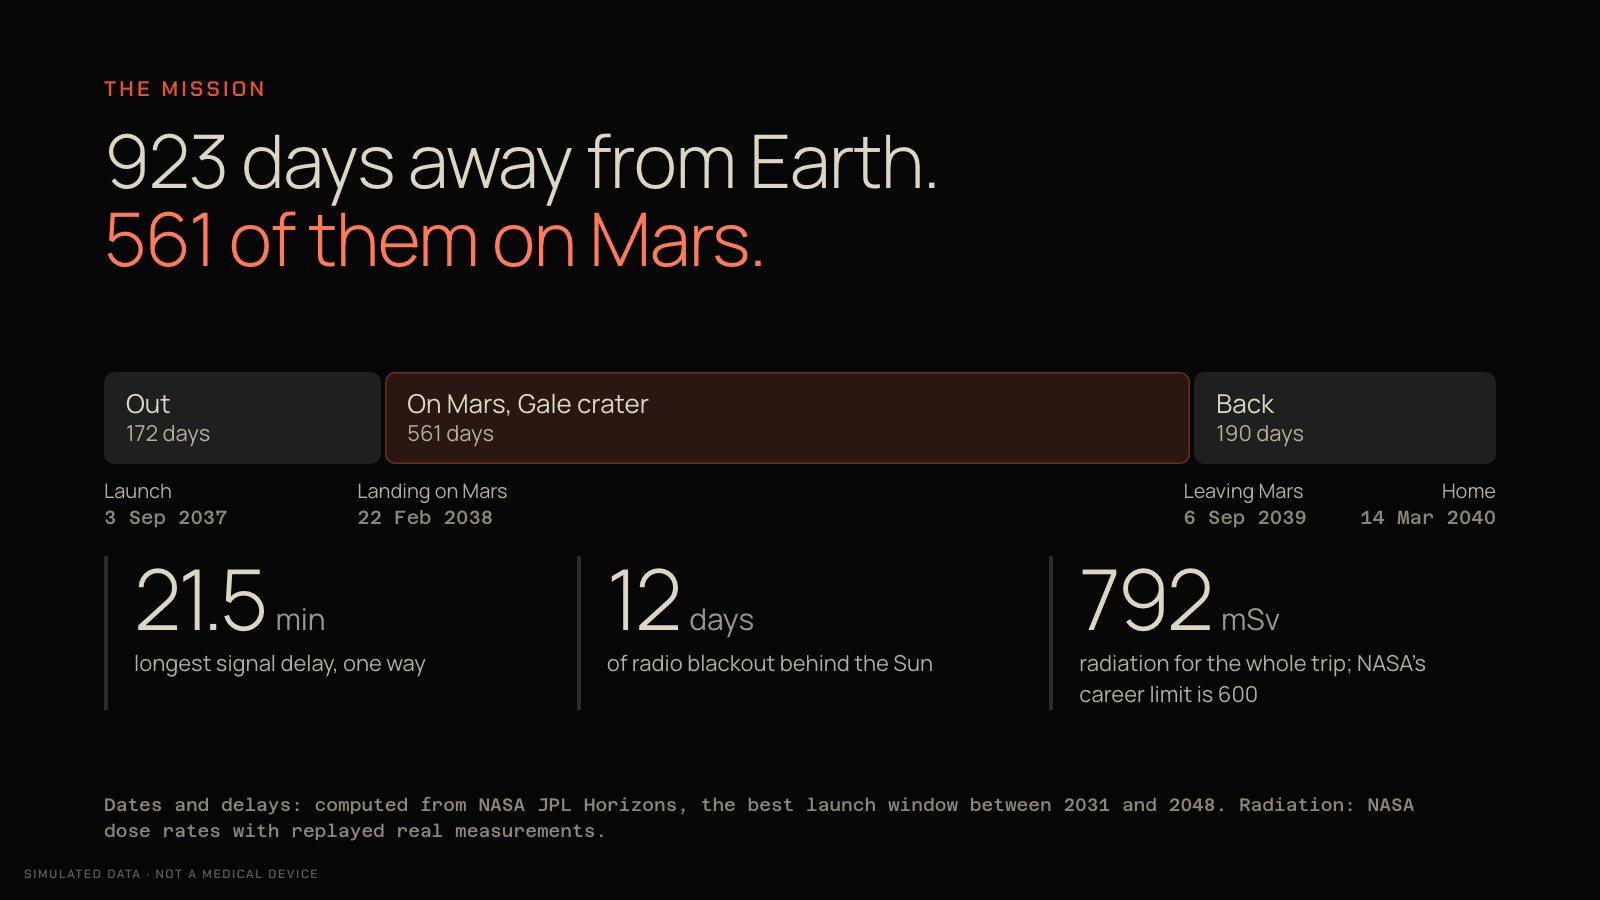 THE MISSION
923 days away from Earth.
561 of them on Mars.
Out
172 days
On Mars, Gale crater
561 days
Back
190 days
Launch
3 Sep 2037
Landing on Mars
22 Feb 2038
Leaving Mars
6 Sep 2039
Home
14 Mar 2040
21.5 min
longest signal delay, one way
12 days
of radio blackout behind the Sun
792 mSv
radiation for the whole trip; NASA’s
career limit is 600
Dates and delays: computed from NASA JPL Horizons, the best launch window between 2031 and 2048. Radiation: NASA
dose rates with replayed real measurements.
SIMULATED DATA · NOT A MEDICAL DEVICE